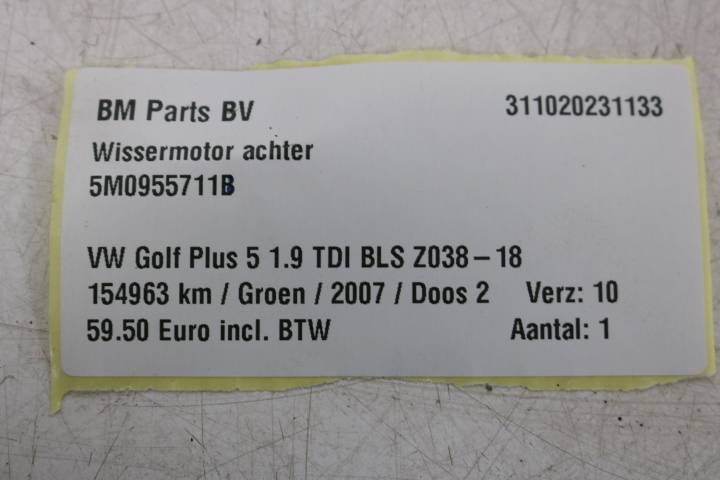 BM Parts BV 311020231133
Wissermotor achter
5M0955711B
VW Golf Plus 5 1.9 TDI BLS Z038 – 18
154963 km / Groen / 2007 / Doos 2 Verz: 10
59.50 Euro incl. BTW Aantal: 1